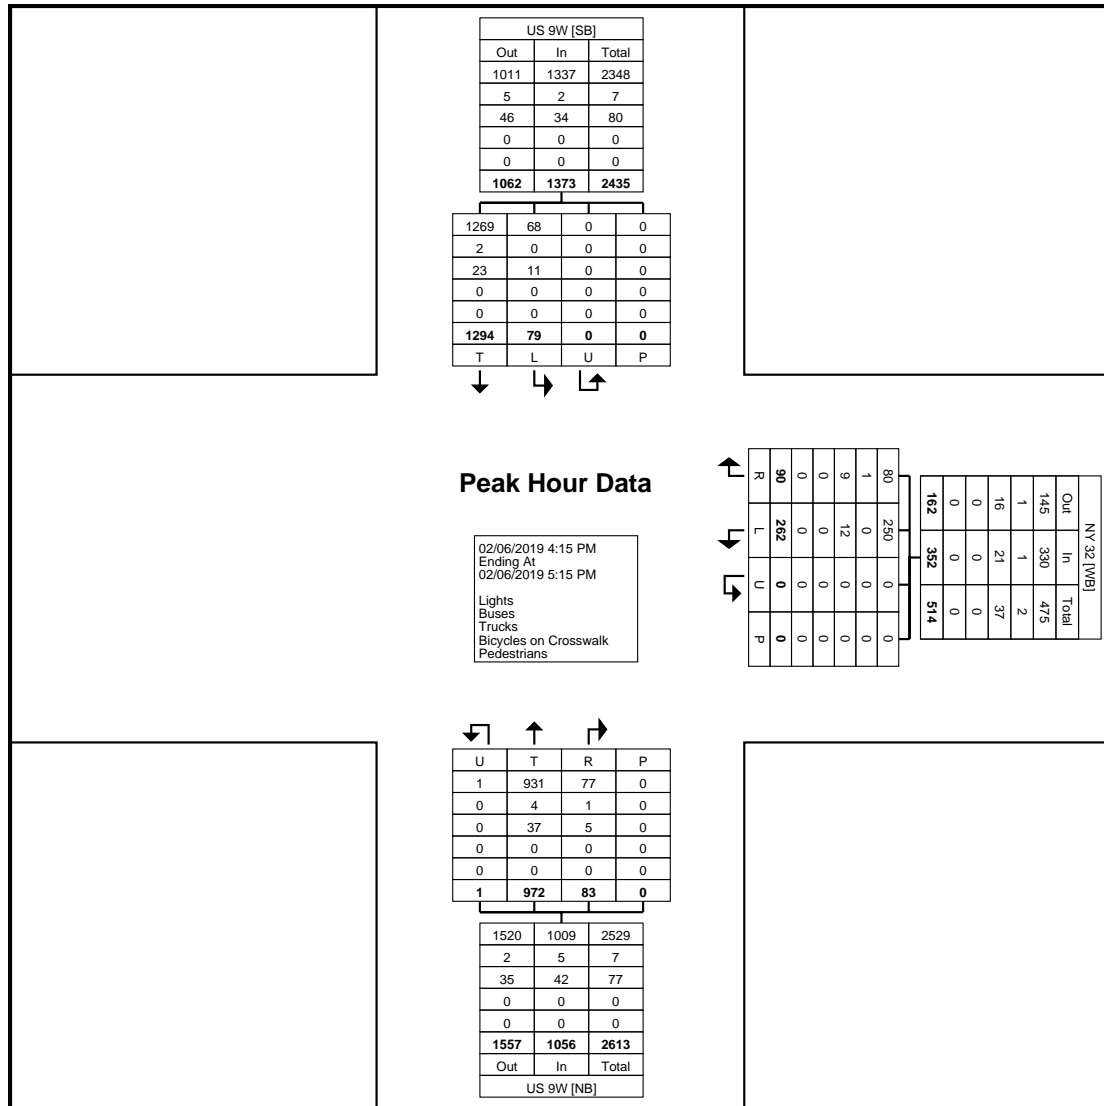 US 9W [SB]
Out In Total
1011 1337 2348
5 2 7
46 34 80
0 0 0
0 0 0
1062 1373 2435
1269 68 0 0
2 0 0 0
23 11 0 0
0 0 0 0
0 0 0 0
1294 79 0 0
T L U P
Peak Hour Data
02/06/2019 4:15 PM
Ending At
02/06/2019 5:15 PM
Lights
Buses
Trucks
Bicycles on Crosswalk
Pedestrians
NY 32 [WB]
Out In Total
145 330 475
1 1 2
16 21 37
0 0 0
0 0 0
162 352 514
80 250 0 0
1 0 0 0
9 12 0 0
0 0 0 0
0 0 0 0
90 262 0 0
R L U P
U T R P
1 931 77 0
0 4 1 0
0 37 5 0
0 0 0 0
0 0 0 0
1 972 83 0
1520 1009 2529
2 5 7
35 42 77
0 0 0
0 0 0
1557 1056 2613
Out In Total
US 9W [NB]